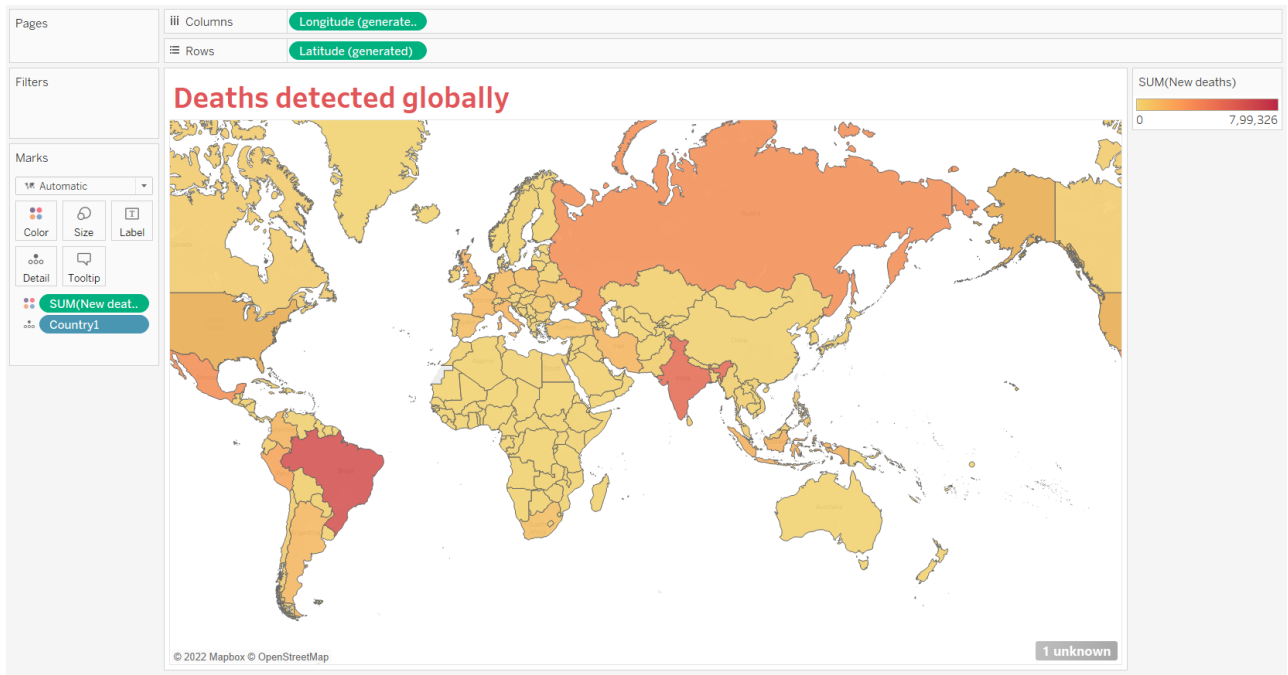 Pages
Columns
Longitude (generate..
Rows
Latitude (generated)
Filters
Deaths detected globally
SUM(New deaths)
0
7,99,326
Marks
Automatic
Color
Size
Label
Detail
Tooltip
SUM(New deat..
Country1
© 2022 Mapbox © OpenStreetMap
1 unknown